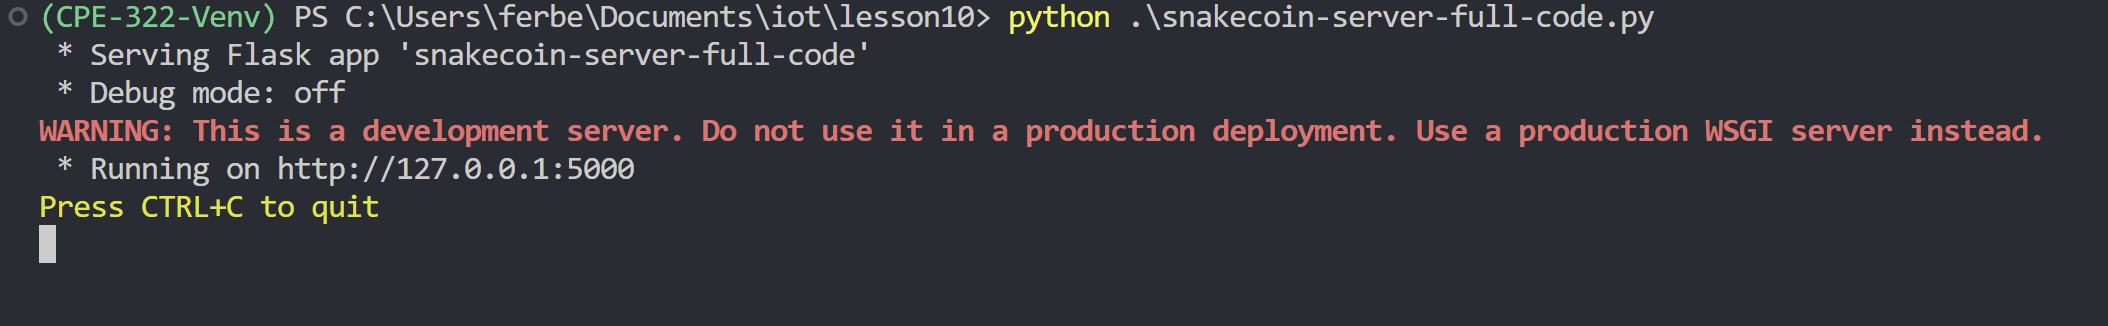 (CPE-322-Venv) PS C:\Users\ferbe\Documents\iot\lesson10> python .\snakecoin-server-full-code.py
 * Serving Flask app 'snakecoin-server-full-code'
 * Debug mode: off
WARNING: This is a development server. Do not use it in a production deployment. Use a production WSGI server instead.
 * Running on http://127.0.0.1:5000
Press CTRL+C to quit